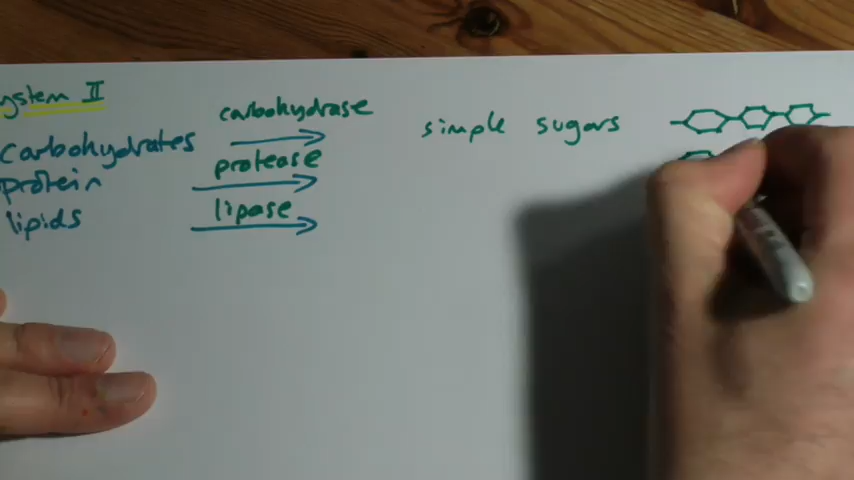 ystem II
carbohydrates carbohydrase simple sugars
protein protease
lipids lipase